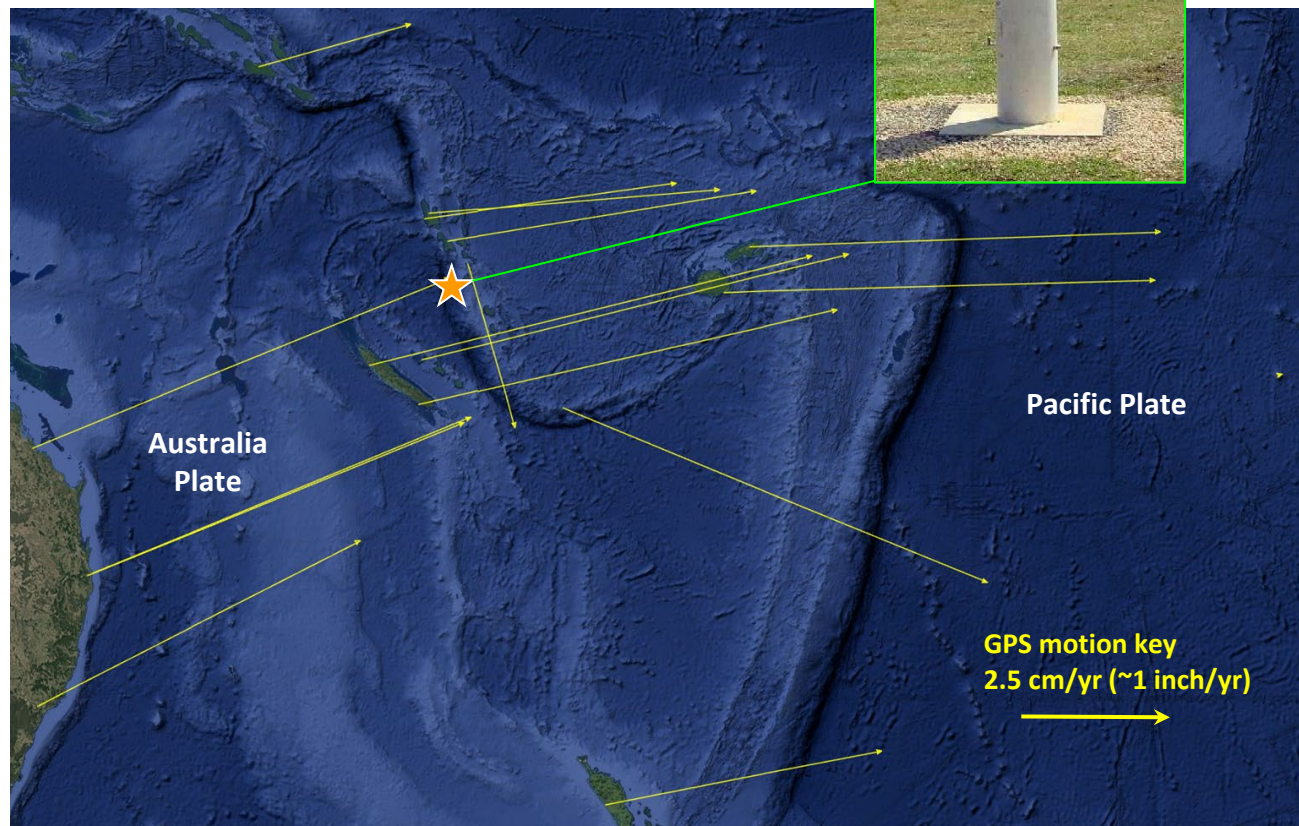 Australia
Plate
Pacific Plate
GPS motion key
2.5 cm/yr (~1 inch/yr)